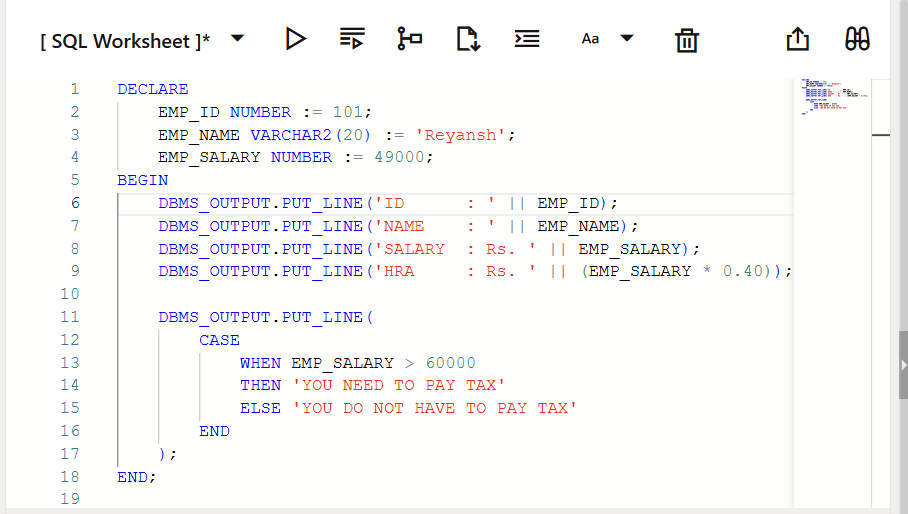 [ SQL Worksheet ]* Aa
1 DECLARE
2     EMP_ID NUMBER := 101;
3     EMP_NAME VARCHAR2(20) := 'Reyansh';
4     EMP_SALARY NUMBER := 49000;
5 BEGIN
6     DBMS_OUTPUT.PUT_LINE('ID      : ' || EMP_ID);
7     DBMS_OUTPUT.PUT_LINE('NAME    : ' || EMP_NAME);
8     DBMS_OUTPUT.PUT_LINE('SALARY  : Rs. ' || EMP_SALARY);
9     DBMS_OUTPUT.PUT_LINE('HRA     : Rs. ' || (EMP_SALARY * 0.40));
10
11     DBMS_OUTPUT.PUT_LINE(
12         CASE
13             WHEN EMP_SALARY > 60000
14             THEN 'YOU NEED TO PAY TAX'
15             ELSE 'YOU DO NOT HAVE TO PAY TAX'
16         END
17     );
18 END;
19